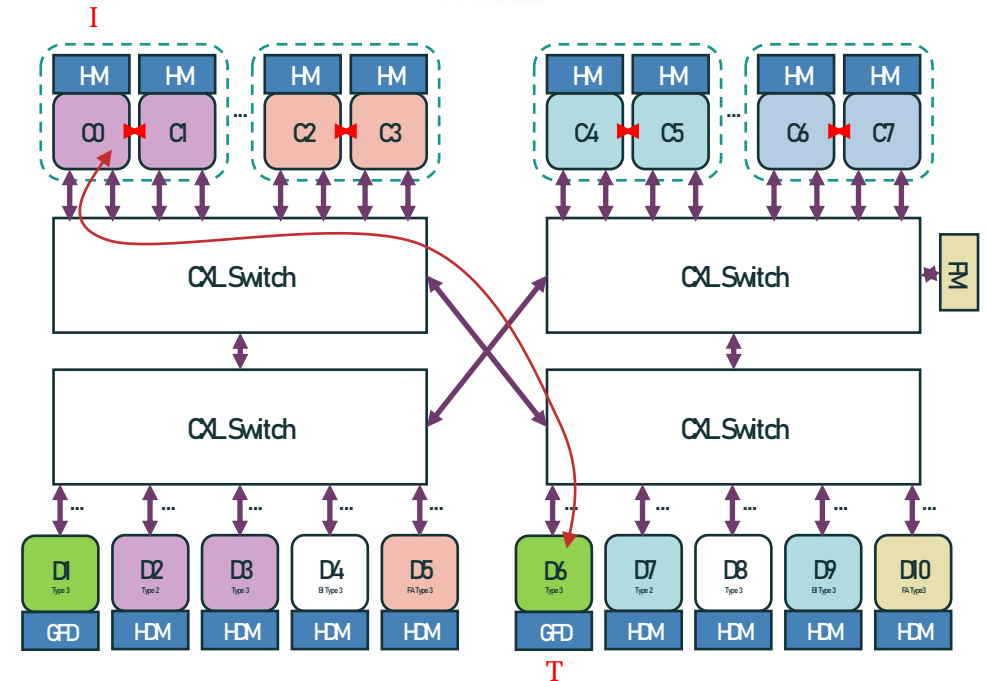 I
HM HM HM HM HM HM HM HM
C0 C1 ... C2 C3 C4 C5 ... C6 C7
CXL Switch CXL Switch FM
CXL Switch CXL Switch
... ... ... ... ... ... ... ... ... ...
D1 D2 D3 D4 D5 D6 D7 D8 D9 D10
Type 3 Type 2 Type 3 BI Type 3 FA Type 3 Type 3 Type 2 Type 3 BI Type 3 FA Type3
GFD HDM HDM HDM HDM GFD HDM HDM HDM HDM
T